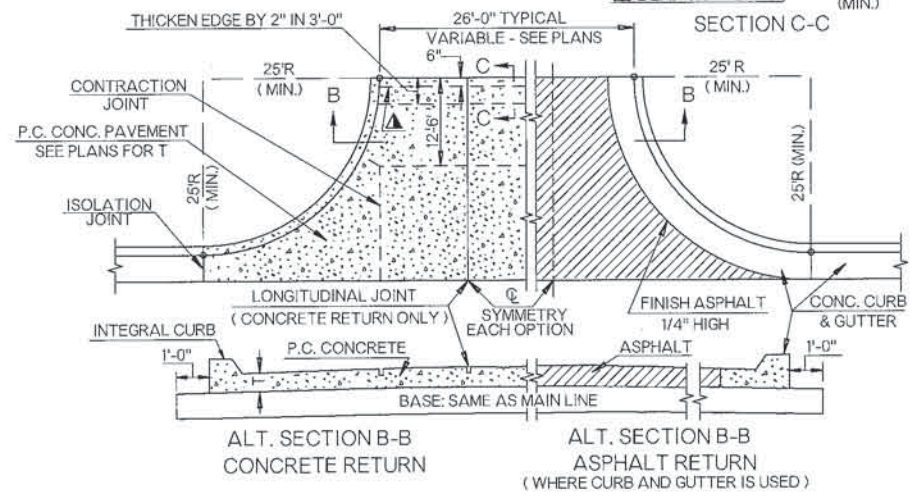 (MIN.)
SECTION C-C
THICKEN EDGE BY 2" IN 3'-0"
26'-0" TYPICAL
VARIABLE - SEE PLANS
6"
25'R
(MIN.)
C
25' R
(MIN.)
CONTRACTION
JOINT
B
B
C
12'-6'
P.C. CONC. PAVEMENT
SEE PLANS FOR T
25'R
(MIN.)
25'R (MIN.)
ISOLATION
JOINT
LONGITUDINAL JOINT
(CONCRETE RETURN ONLY)
℄
SYMMETRY
EACH OPTION
FINISH ASPHALT
1/4" HIGH
CONC. CURB
& GUTTER
INTEGRAL CURB
1'-0"
P.C. CONCRETE
ASPHALT
1'-0"
T
BASE: SAME AS MAIN LINE
ALT. SECTION B-B
CONCRETE RETURN
ALT. SECTION B-B
ASPHALT RETURN
(WHERE CURB AND GUTTER IS USED)